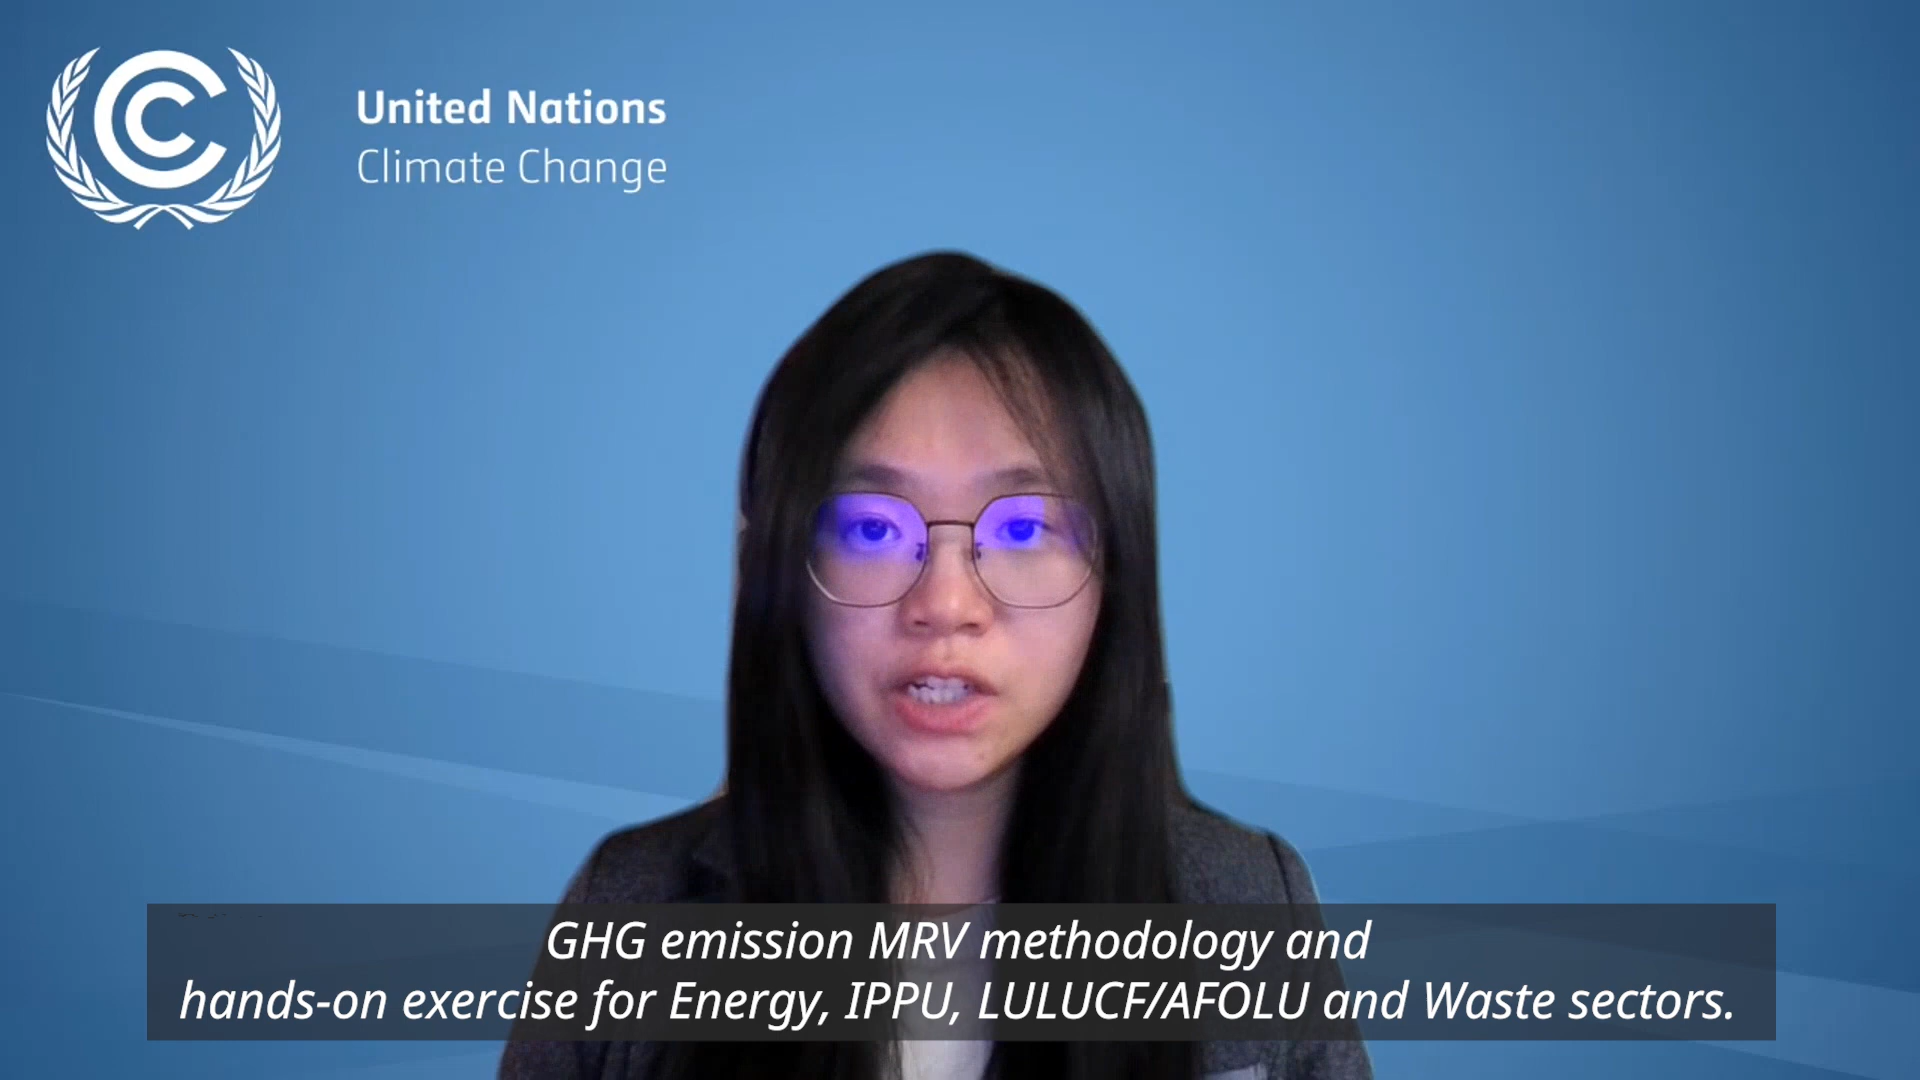 United Nations
Climate Change
GHG emission MRV methodology and
hands-on exercise for Energy, IPPU, LULUCF/AFOLU and Waste sectors.